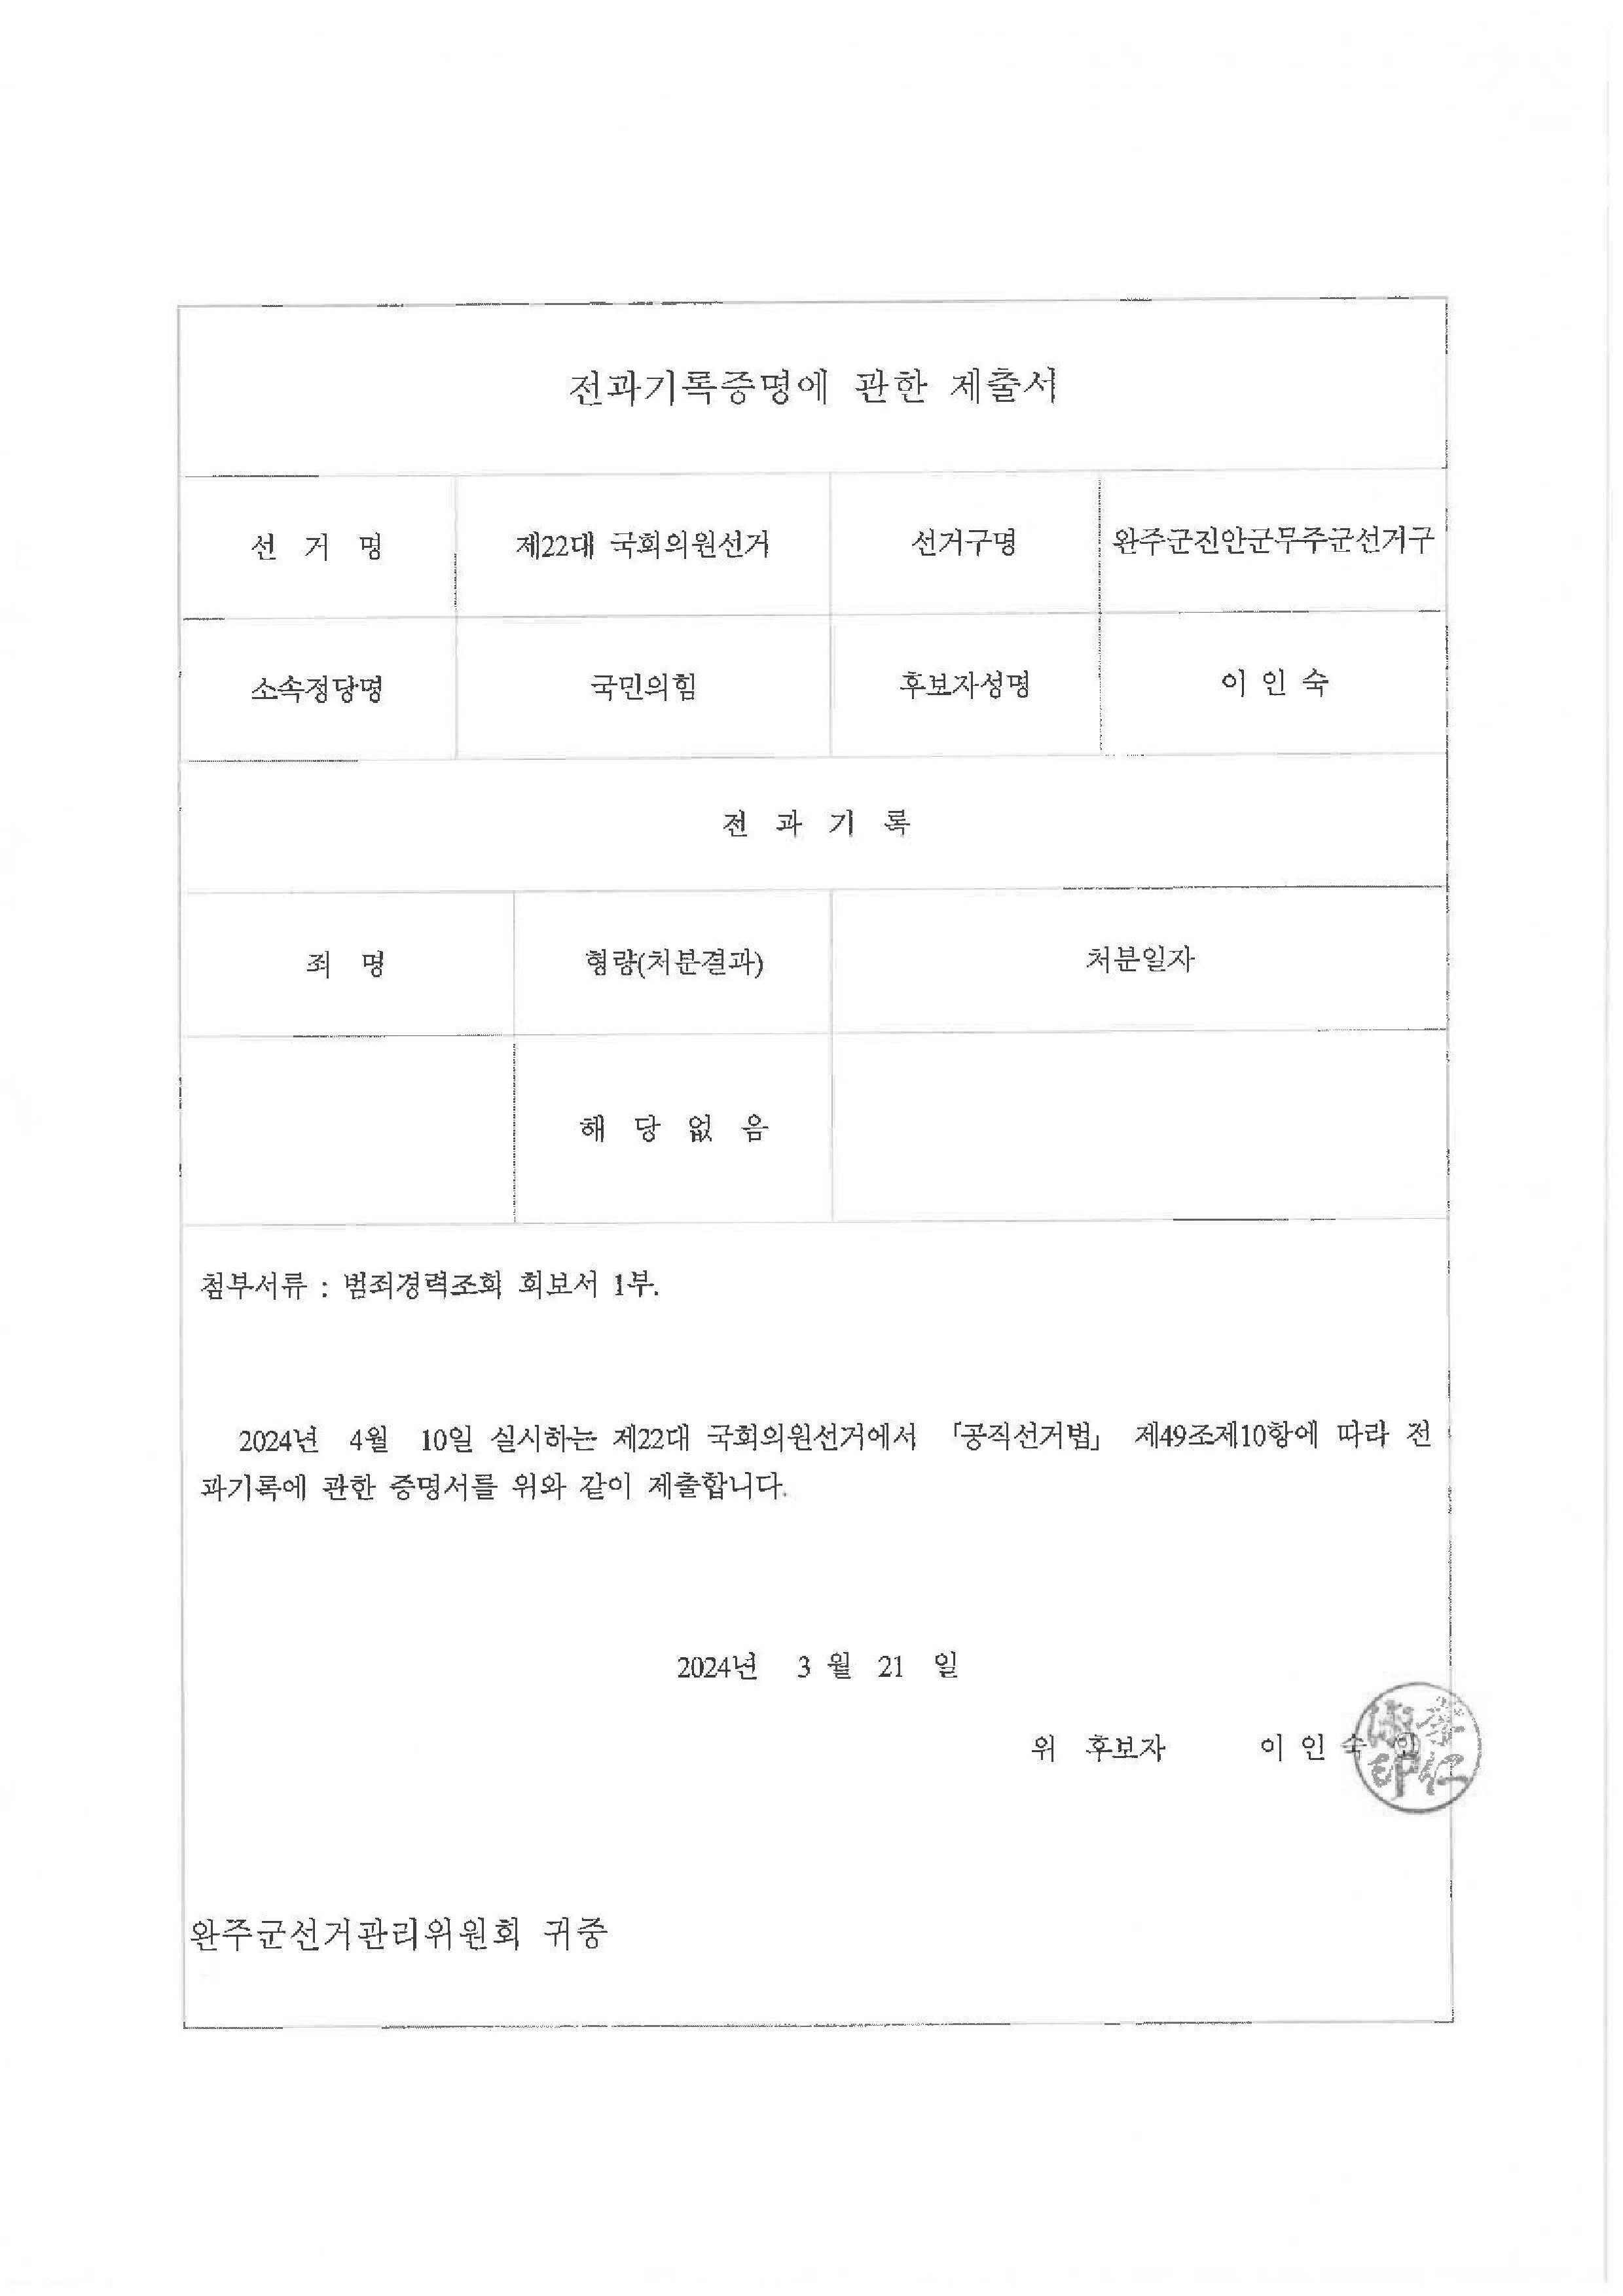 전과기록증명에 관한 제출서
선 거 명 제22대 국회의원선거 선거구명 완주군진안군무주군선거구
소속정당명 국민의힘 후보자성명 이 인 숙
전 과 기 록
죄 명 형량(처분결과) 처분일자
해 당 없 음
첨부서류 : 범죄경력조회 회보서 1부.
2024년 4월 10일 실시하는 제22대 국회의원선거에서 「공직선거법」 제49조제10항에 따라 전
과기록에 관한 증명서를 위와 같이 제출합니다.
2024년 3 월 21 일
위 후보자 이 인 숙 인
완주군선거관리위원회 귀중